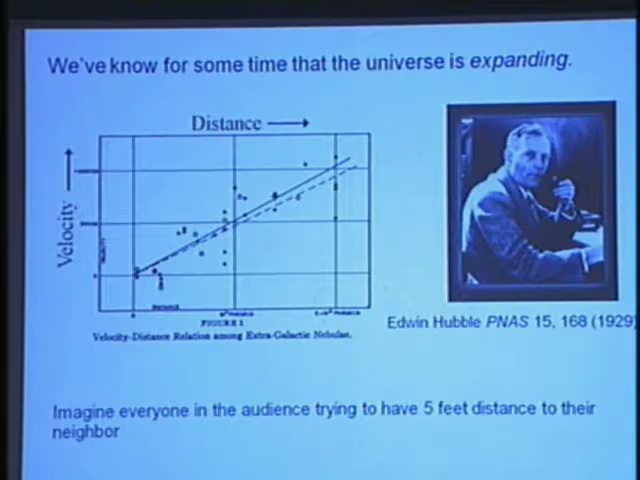 We've know for some time that the universe is expanding.
Distance
Velocity
FIGURE 1
Velocity-Distance Relation among Extra-Galactic Nebulae.
Edwin Hubble PNAS 15, 168 (1929
Imagine everyone in the audience trying to have 5 feet distance to their
neighbor